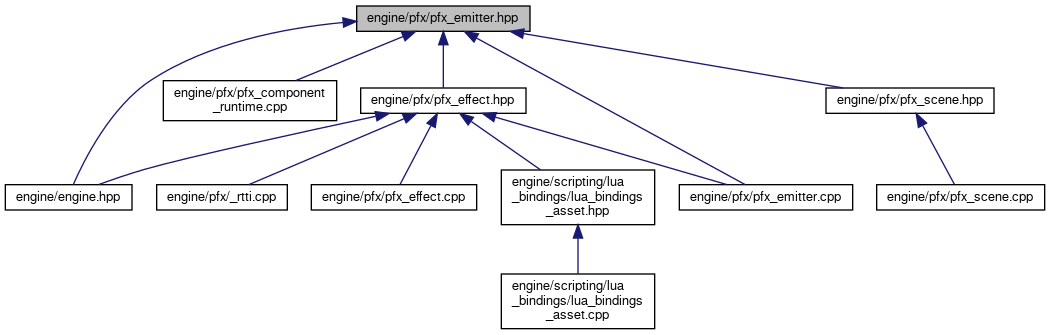 engine/pfx/pfx_emitter.hpp
engine/pfx/pfx_component
_runtime.cpp
engine/pfx/pfx_effect.hpp
engine/pfx/pfx_scene.hpp
engine/engine.hpp
engine/pfx/_rtti.cpp
engine/pfx/pfx_effect.cpp
engine/scripting/lua
_bindings/lua_bindings
_asset.hpp
engine/pfx/pfx_emitter.cpp
engine/pfx/pfx_scene.cpp
engine/scripting/lua
_bindings/lua_bindings
_asset.cpp